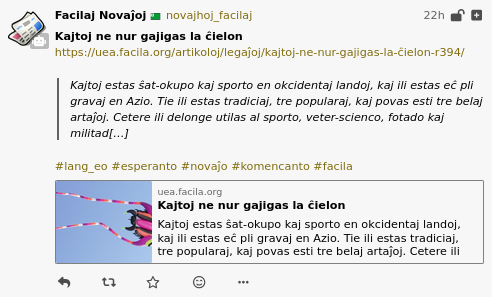 Facilaj Novaĵoj novajhoj_facilaj 22h
Kajtoj ne nur gajigas la ĉielon
https://uea.facila.org/artikoloj/legaĵoj/kajtoj-ne-nur-gajigas-la-ĉielon-r394/
Kajtoj estas ŝat-okupo kaj sporto en okcidentaj landoj, kaj ili estas eĉ pli
gravaj en Azio. Tie ili estas tradiciaj, tre popularaj, kaj povas esti tre belaj
artaĵoj. Cetere ili delonge utilas al sporto, veter-scienco, fotado kaj
militad[…]
#lang_eo #esperanto #novaĵo #komencanto #facila
uea.facila.org
Kajtoj ne nur gajigas la ĉielon
Kajtoj estas ŝat-okupo kaj sporto en okcidentaj landoj,
kaj ili estas eĉ pli gravaj en Azio. Tie ili estas tradiciaj,
tre popularaj, kaj povas esti tre belaj artaĵoj. Cetere ili